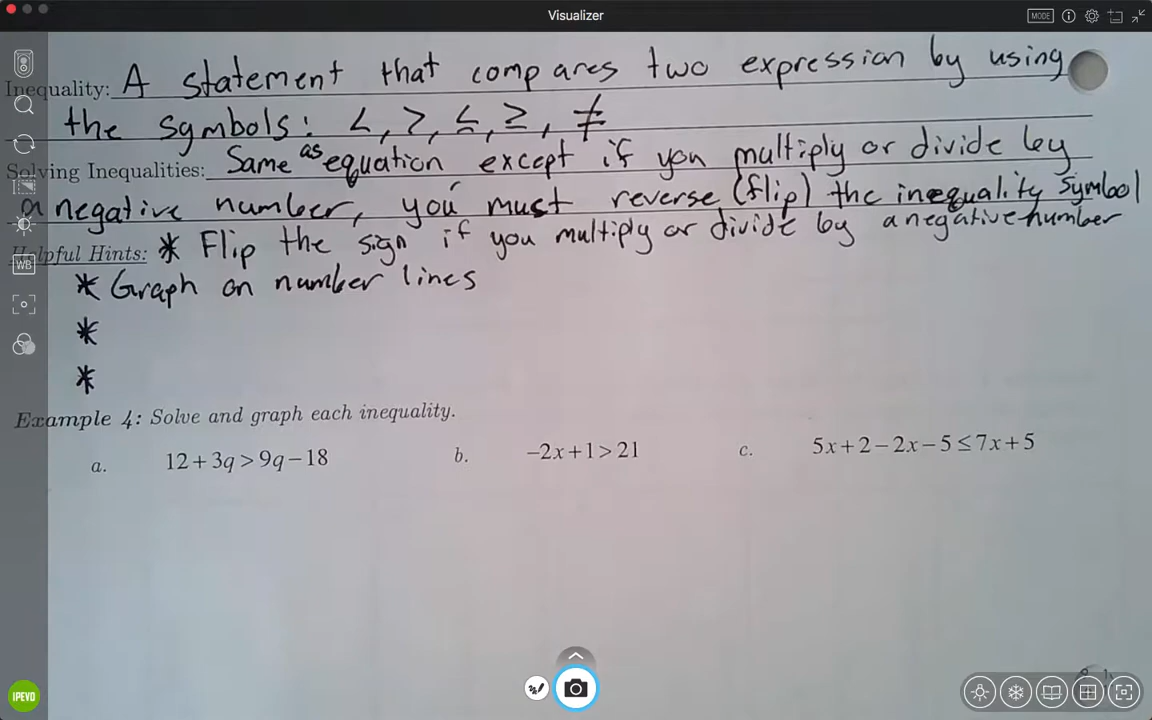 Visualizer
MODE
Inequality: A statement that compares two expression by using
the symbols: <, >, ≤, ≥, ≠
Solving Inequalities: Same as equation except if you multiply or divide by
a negative number, you must reverse (flip) the inequality symbol
Helpful Hints: * Flip the sign if you multiply or divide by a negative number
* Graph on number lines
*
*
Example 4: Solve and graph each inequality.
a. 12+3q>9q−18 b. −2x+1>21 c. 5x+2−2x−5≤7x+5
WB
IPEVO